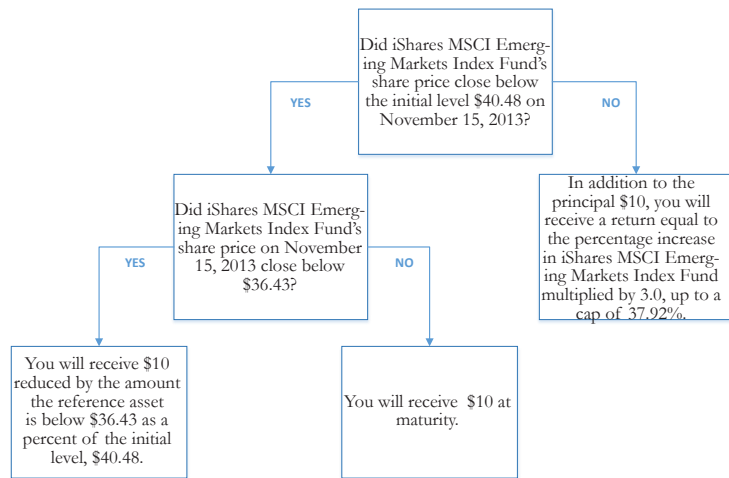 Did iShares MSCI Emerg-
ing Markets Index Fund's
share price close below
the initial level $40.48 on
November 15, 2013?
YES
NO
Did iShares MSCI Emerg-
ing Markets Index Fund's
share price on November
15, 2013 close below
$36.43?
In addition to the
principal $10, you will
receive a return equal to
the percentage increase
in iShares MSCI Emerg-
ing Markets Index Fund
multiplied by 3.0, up to a
cap of 37.92%.
YES
NO
You will receive $10
reduced by the amount
the reference asset
is below $36.43 as a
percent of the initial
level, $40.48.
You will receive $10 at
maturity.